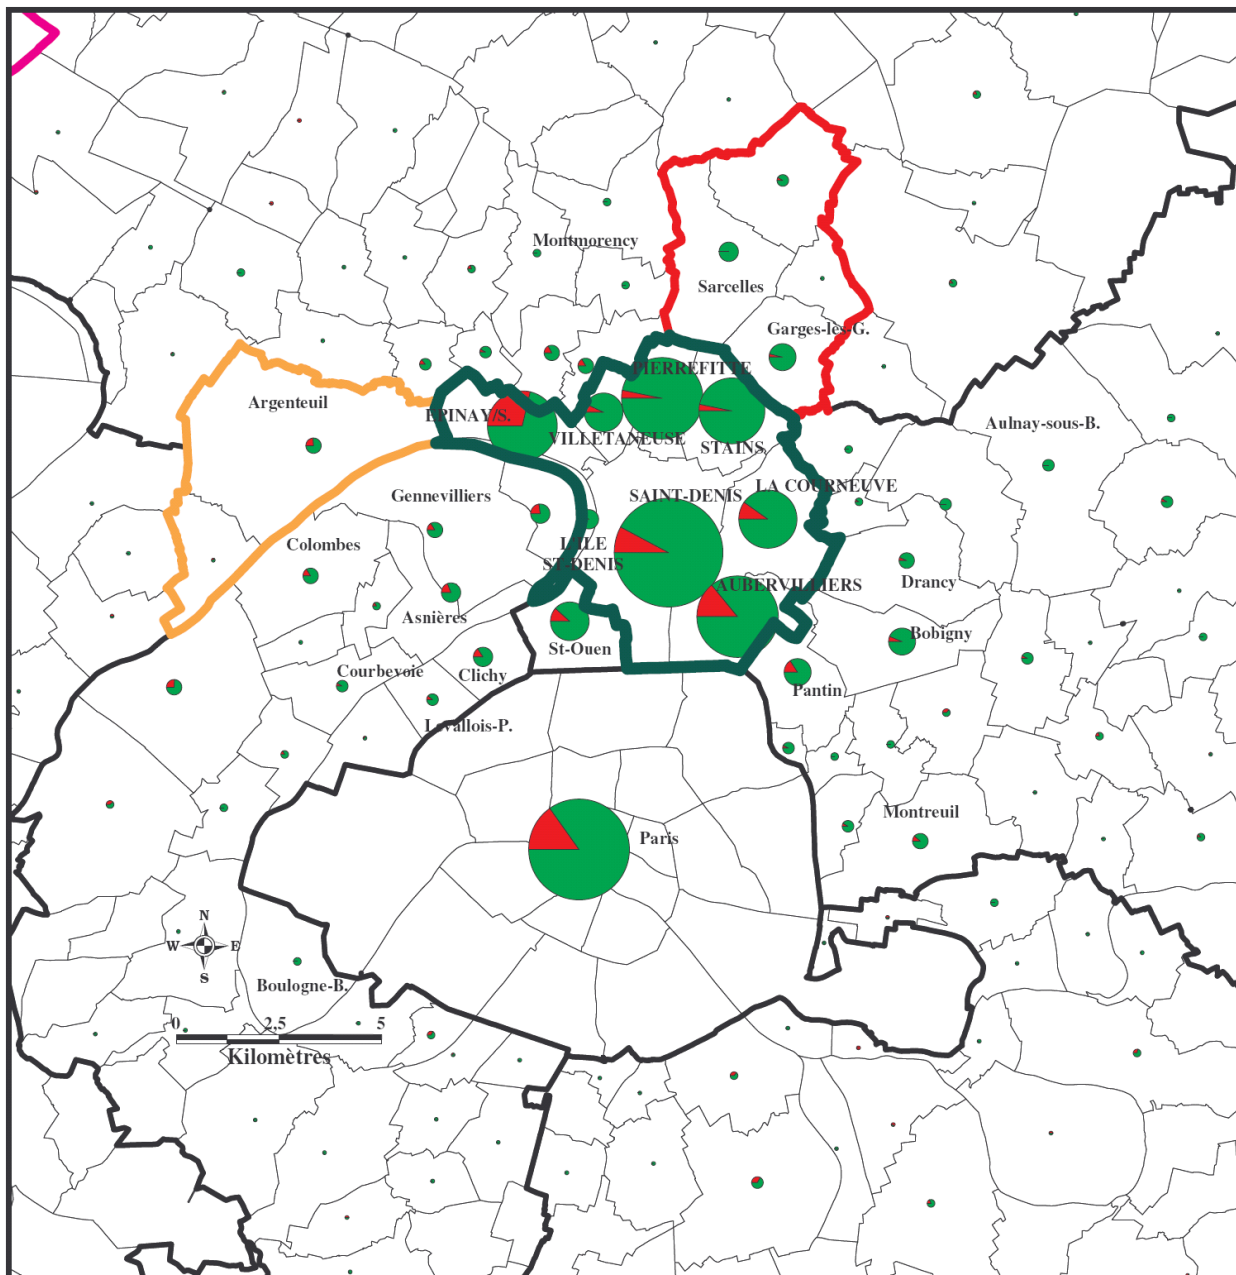 Montmorency
Sarcelles
Garges-lès-G.
PIERREFITTE
Argenteuil
EPINAY/S.
VILLETANEUSE
STAINS
Aulnay-sous-B.
LA COURNEUVE
SAINT-DENIS
Gennevilliers
L'ILE
ST-DENIS
Colombes
Drancy
AUBERVILLIERS
Asnières
Bobigny
St-Ouen
Courbevoie
Clichy
Pantin
Levallois-P.
Montreuil
Paris
N
W E
S
Boulogne-B.
0 2,5 5
Kilomètres